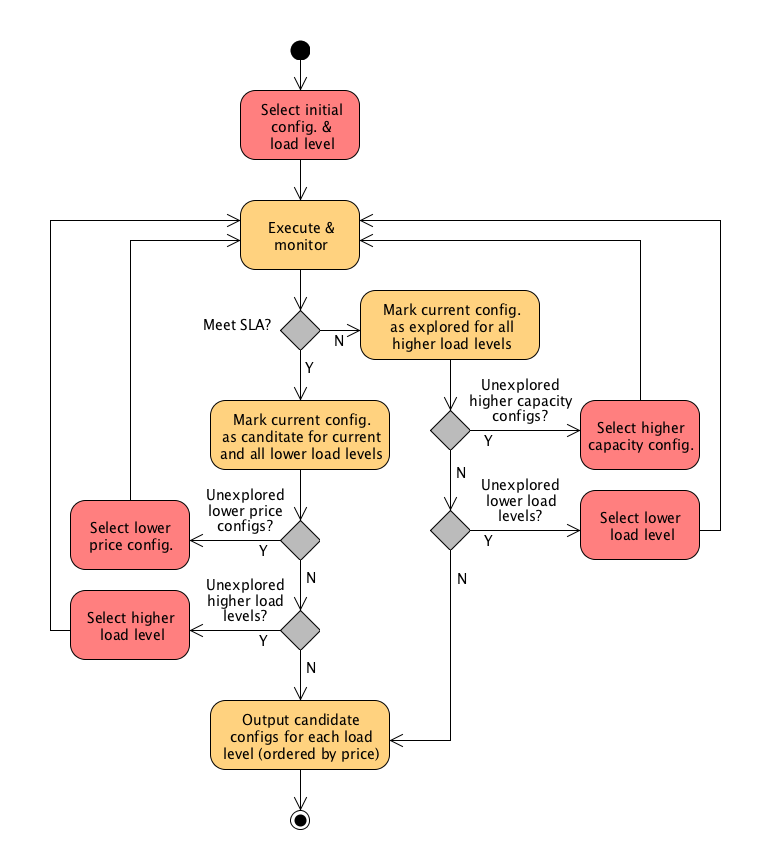 Select initial
config. &
load level
Execute &
monitor
Meet SLA?
N
Y
Mark current config.
as explored for all
higher load levels
Unexplored
higher capacity
configs?
Y
N
Select higher
capacity config.
Mark current config.
as canditate for current
and all lower load levels
Unexplored
lower load
levels?
Y
N
Select lower
load level
Unexplored
lower price
configs?
Y
N
Select lower
price config.
Unexplored
higher load
levels?
Y
N
Select higher
load level
Output candidate
configs for each load
level (ordered by price)